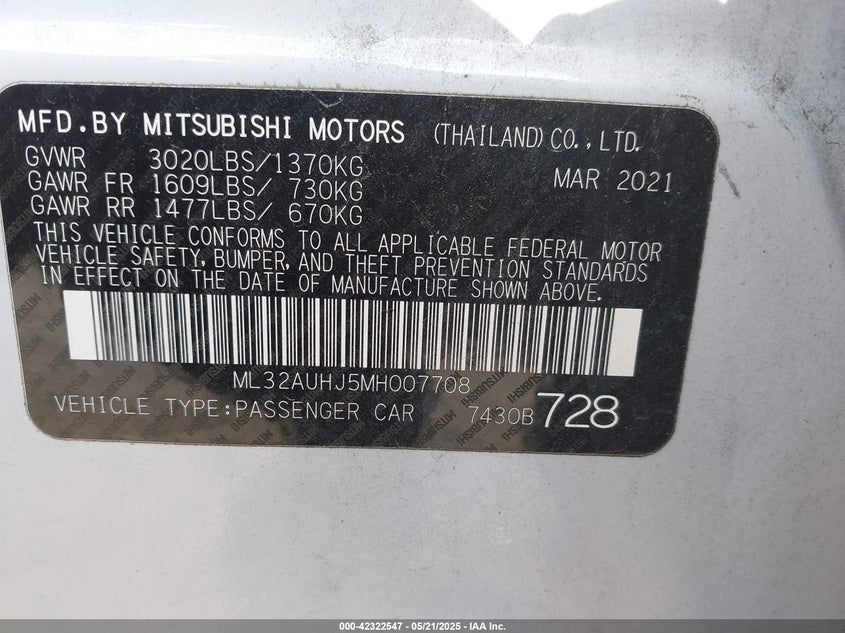 MFD.BY MITSUBISHI MOTORS (THAILAND)CO.,LTD.
GVWR 3020LBS/1370KG MAR 2021
GAWR FR 1609LBS/ 730KG
GAWR RR 1477LBS/ 670KG
THIS VEHICLE CONFORMS TO ALL APPLICABLE FEDERAL MOTOR
VEHICLE SAFETY, BUMPER, AND THEFT PREVENTION STANDARDS
IN EFFECT ON THE DATE OF MANUFACTURE SHOWN ABOVE.
ML32AUHJ5MH007708
VEHICLE TYPE:PASSENGER CAR 7430B 728
000-42322547 - 05/21/2025 - IAA Inc.